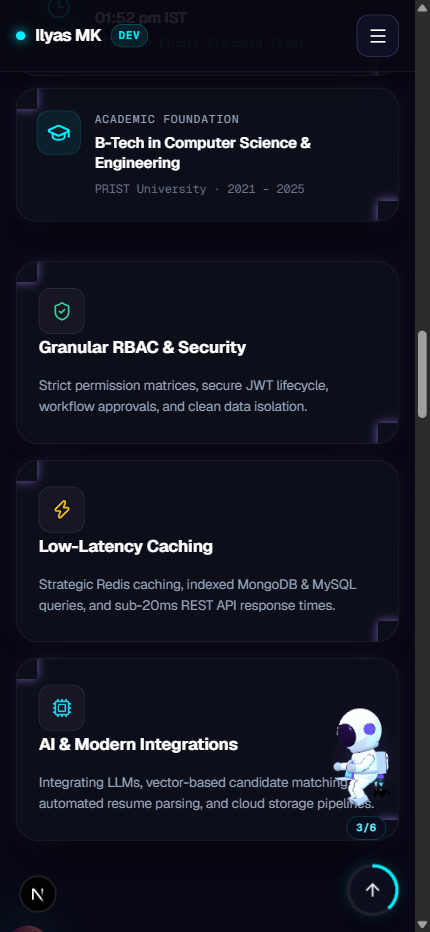 01:52 pm IST
Ilyas MK
DEV
(India Standard Time)
ACADEMIC FOUNDATION
B-Tech in Computer Science &
Engineering
PRIST University · 2021 – 2025
Granular RBAC & Security
Strict permission matrices, secure JWT lifecycle,
workflow approvals, and clean data isolation.
Low-Latency Caching
Strategic Redis caching, indexed MongoDB & MySQL
queries, and sub-20ms REST API response times.
AI & Modern Integrations
Integrating LLMs, vector-based candidate matching,
automated resume parsing, and cloud storage pipelines.
3/6
N